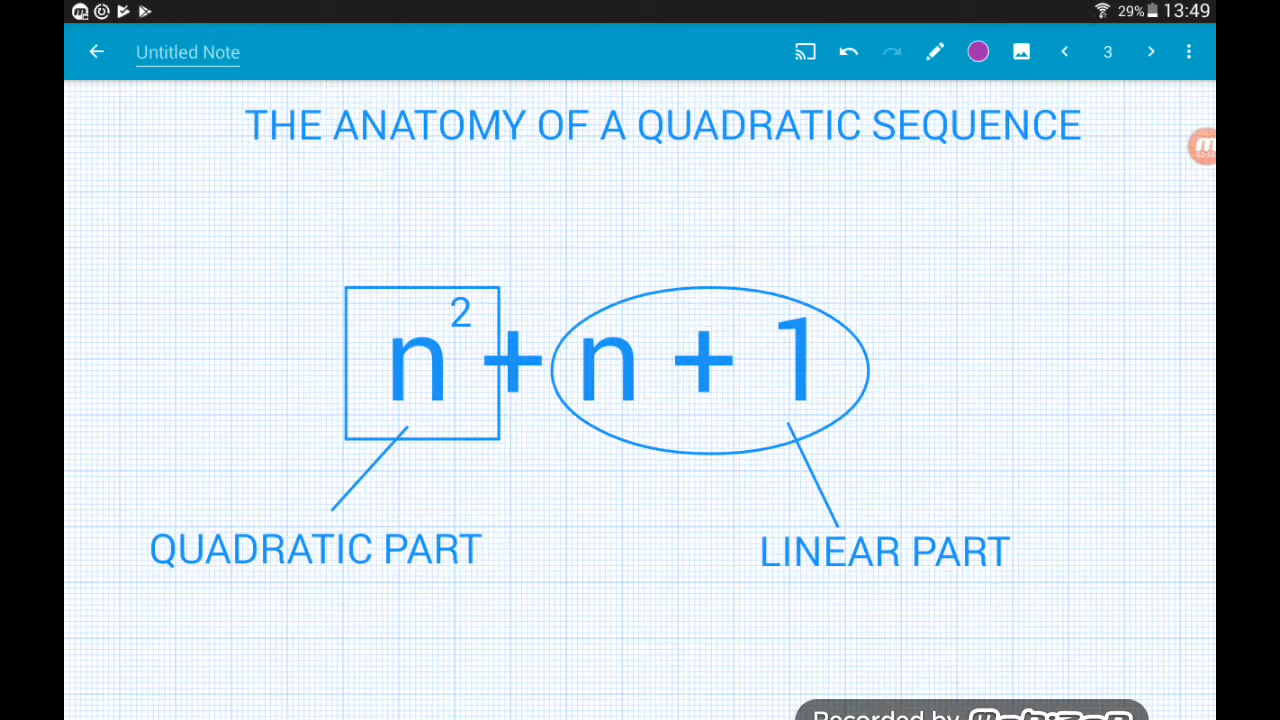 29% 13:49
Untitled Note
3
THE ANATOMY OF A QUADRATIC SEQUENCE
n² + n + 1
QUADRATIC PART
LINEAR PART
Recorded by